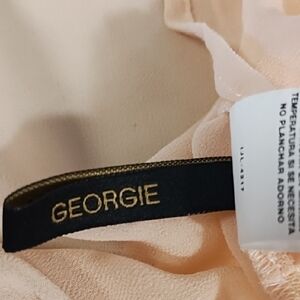 GEORGIE
TEMPERATURA SI SE NECESITA
NO PLANCHAR ADORNO